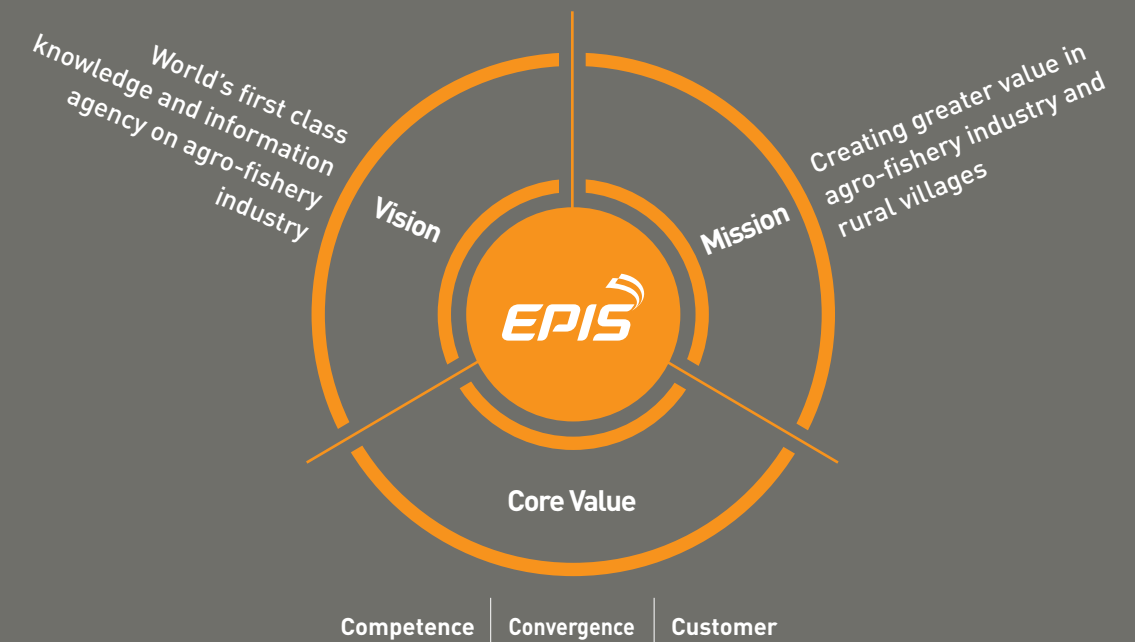 World's first class
knowledge and information
agency on agro-fishery
industry
Vision
Creating greater value in
agro-fishery industry and
rural villages
Mission
EPIS
Core Value
Competence
Convergence
Customer